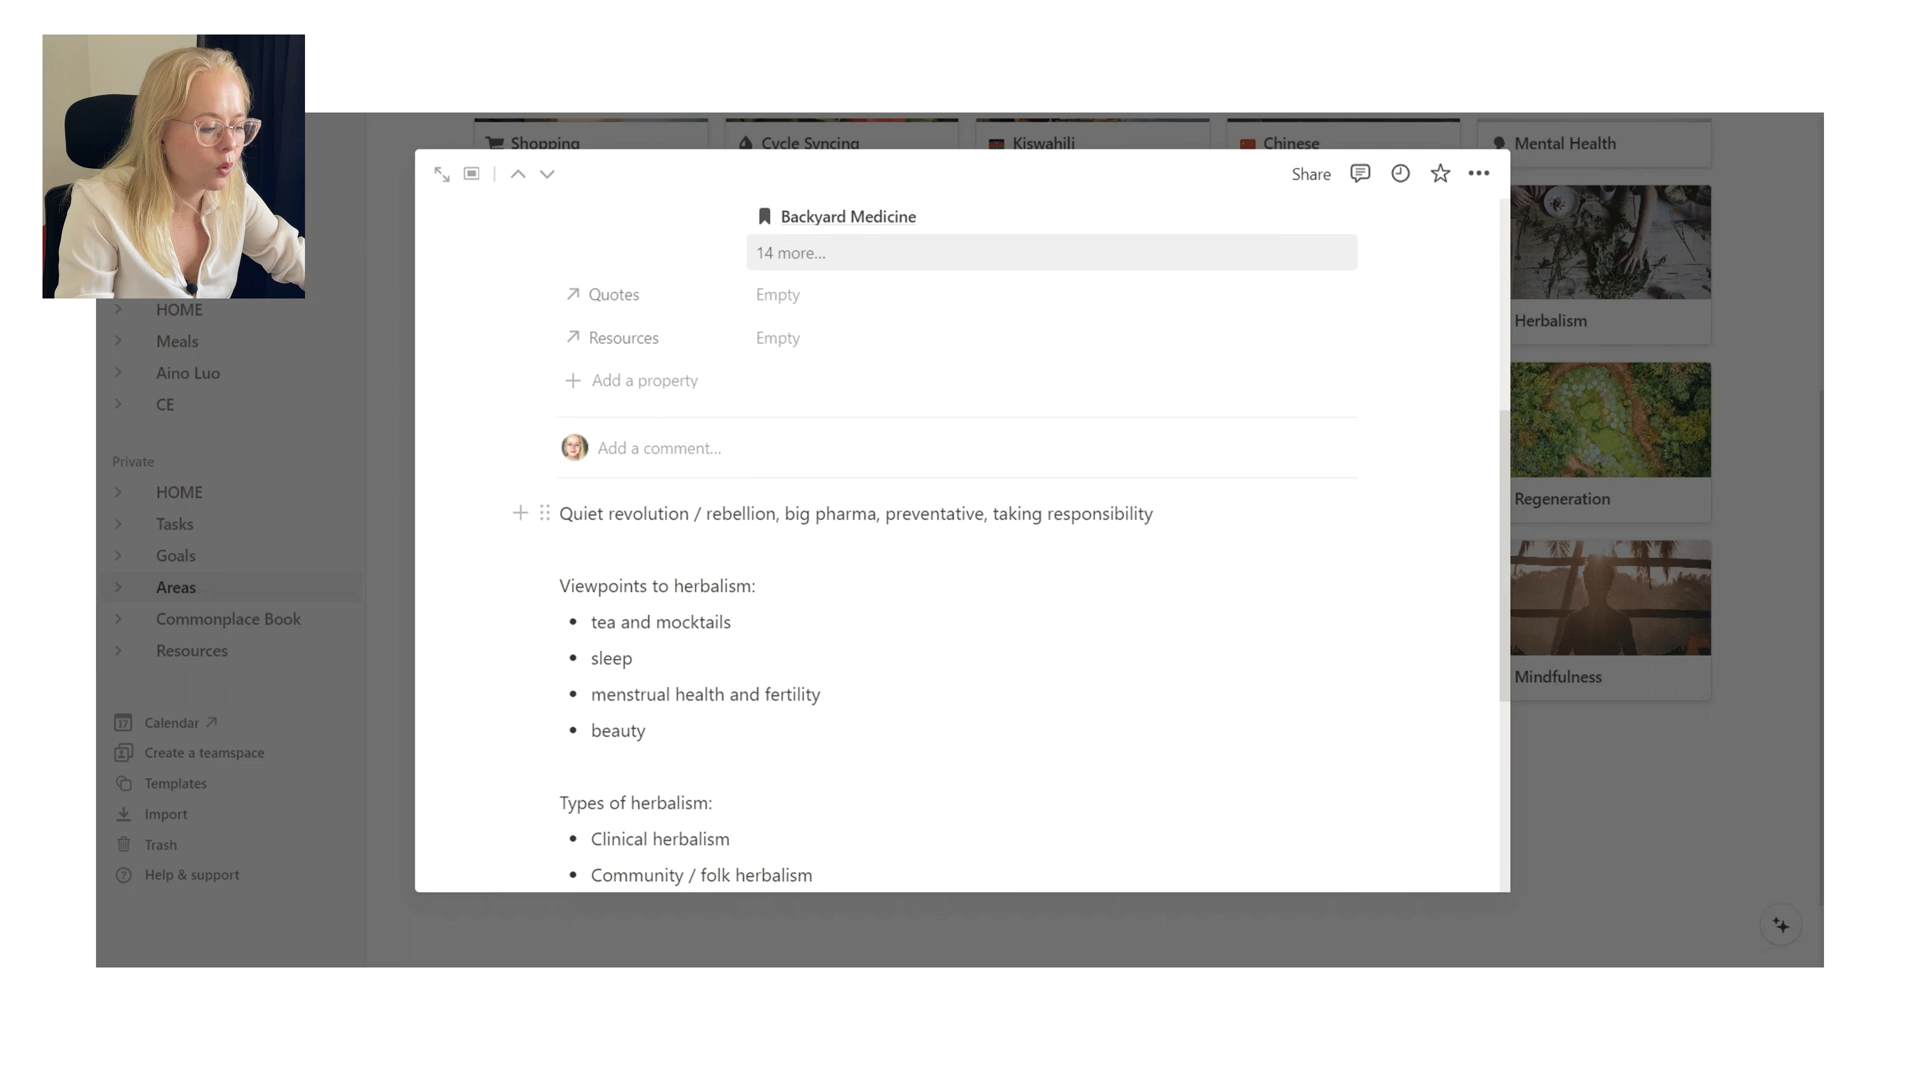 Shopping
Cycle Syncing
Kiswahili
Chinese
Mental Health
Share
Backyard Medicine
14 more...
Quotes
Empty
Resources
Empty
Add a property
Add a comment...
Quiet revolution / rebellion, big pharma, preventative, taking responsibility
Viewpoints to herbalism:
• tea and mocktails
• sleep
• menstrual health and fertility
• beauty
Types of herbalism:
• Clinical herbalism
• Community / folk herbalism
HOME
Meals
Aino Luo
CE
Private
HOME
Tasks
Goals
Areas
Commonplace Book
Resources
17
Calendar
Create a teamspace
Templates
Import
Trash
Help & support
Herbalism
Regeneration
Mindfulness